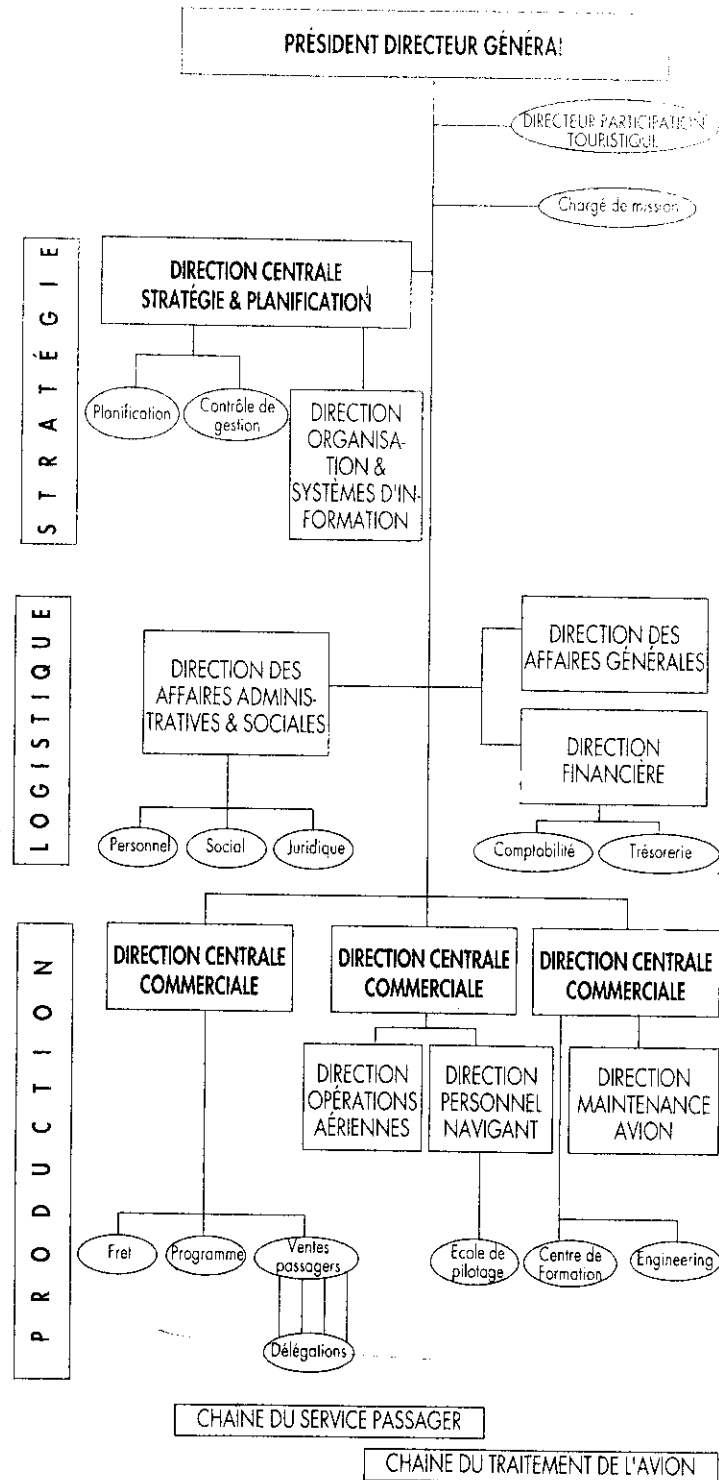 PRÉSIDENT DIRECTEUR GÉNÉRAL
DIRECTEUR PARTICIPATION
TOURISTIQUE
Chargé de mission
STRATÉGIE
DIRECTION CENTRALE
STRATÉGIE & PLANIFICATION
Planification
Contrôle de
gestion
DIRECTION
ORGANISA-
TION &
SYSTÈMES D'IN-
FORMATION
LOGISTIQUE
DIRECTION DES
AFFAIRES ADMINIS-
TRATIVES & SOCIALES
DIRECTION DES
AFFAIRES GÉNÉRALES
DIRECTION
FINANCIÈRE
Personnel
Social
Juridique
Comptabilité
Trésorerie
PRODUCTION
DIRECTION CENTRALE
COMMERCIALE
DIRECTION CENTRALE
COMMERCIALE
DIRECTION CENTRALE
COMMERCIALE
DIRECTION
OPÉRATIONS
AÉRIENNES
DIRECTION
PERSONNEL
NAVIGANT
DIRECTION
MAINTENANCE
AVION
Fret
Programme
Ventes
passagers
Ecole de
pilotage
Centre de
Formation
Engineering
Délégations
CHAINE DU SERVICE PASSAGER
CHAINE DU TRAITEMENT DE L'AVION